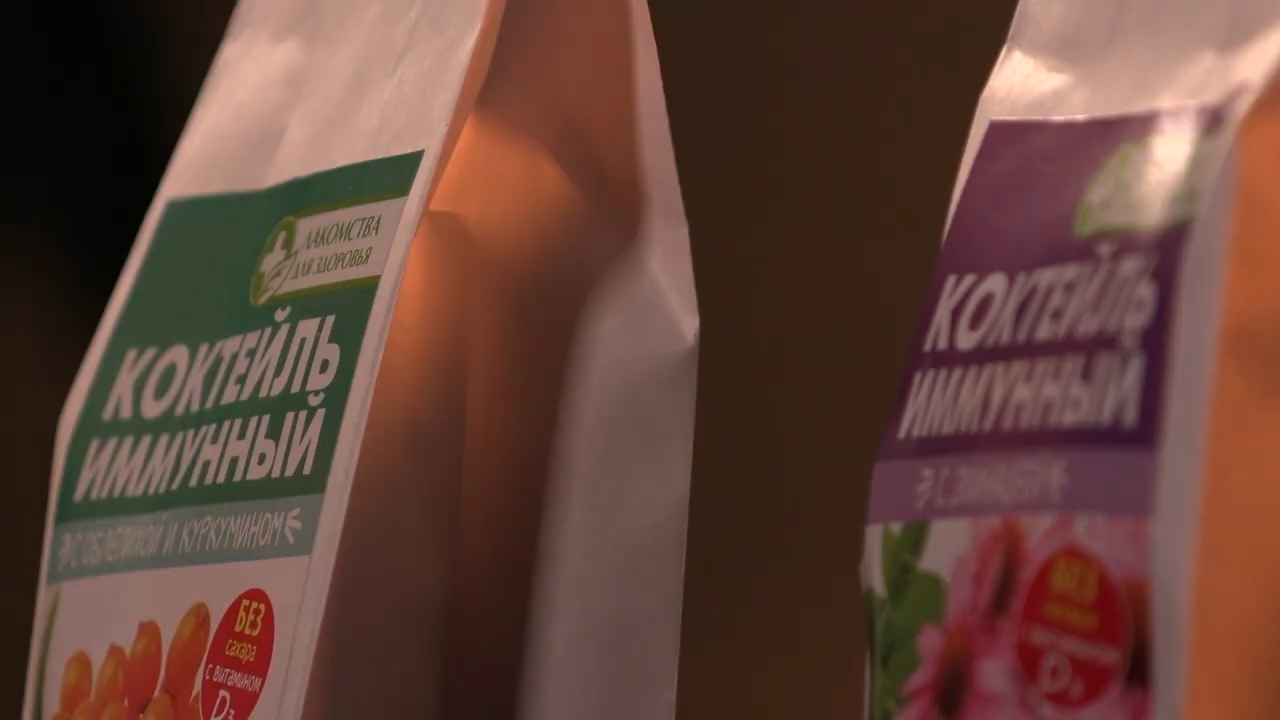 ЛАКОМСТВА
ДЛЯ ЗДОРОВЬЯ
КОКТЕЙЛЬ
ИММУННЫЙ
С ОБЛЕПИХОЙ И КУРКУМИНОМ
БЕЗ
сахара
с витамином
D3
КОКТЕЙЛЬ
ИММУННЫЙ
БЕЗ
D3